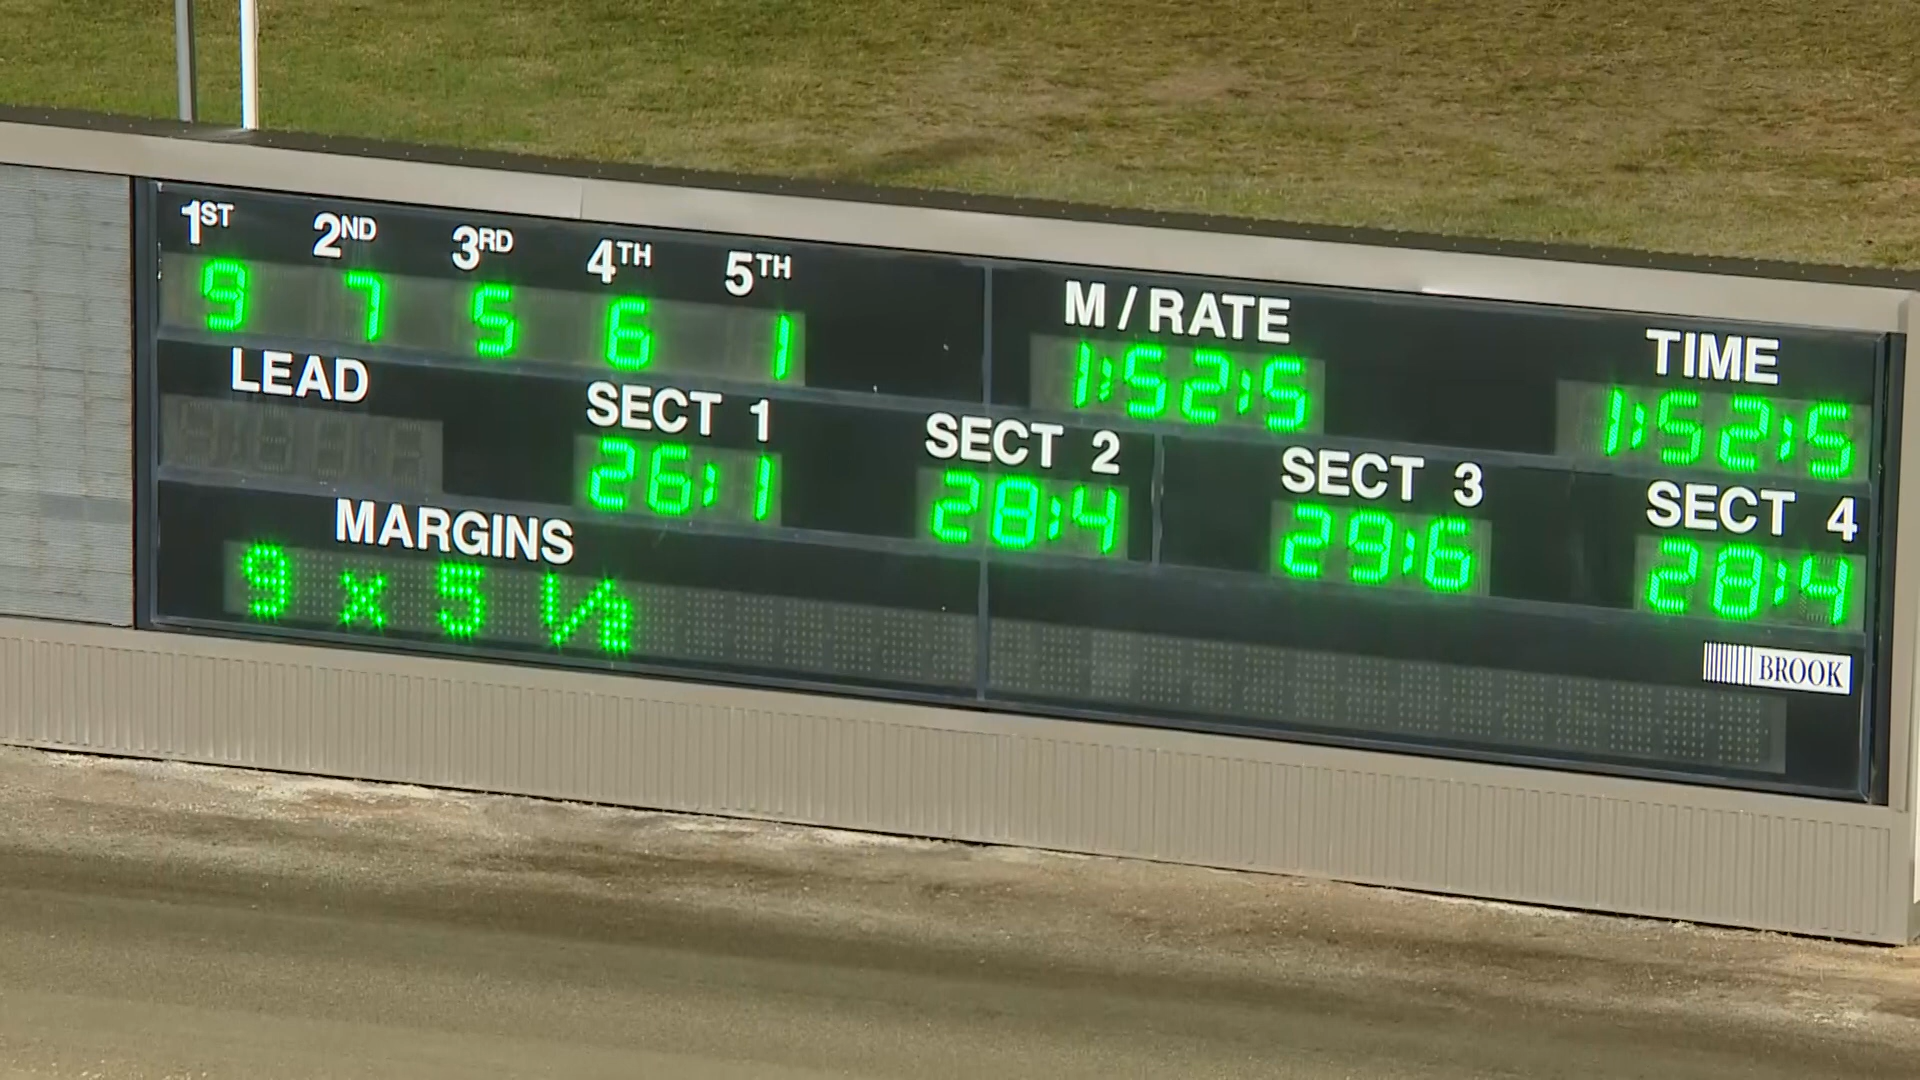 1ST 2ND 3RD 4TH 5TH
9 7 5 6 1
M / RATE TIME
1:52:5 1:52:5
LEAD SECT 1 SECT 2 SECT 3 SECT 4
26:1 28:4 29:6 28:4
MARGINS
9 x 5 ½
BROOK